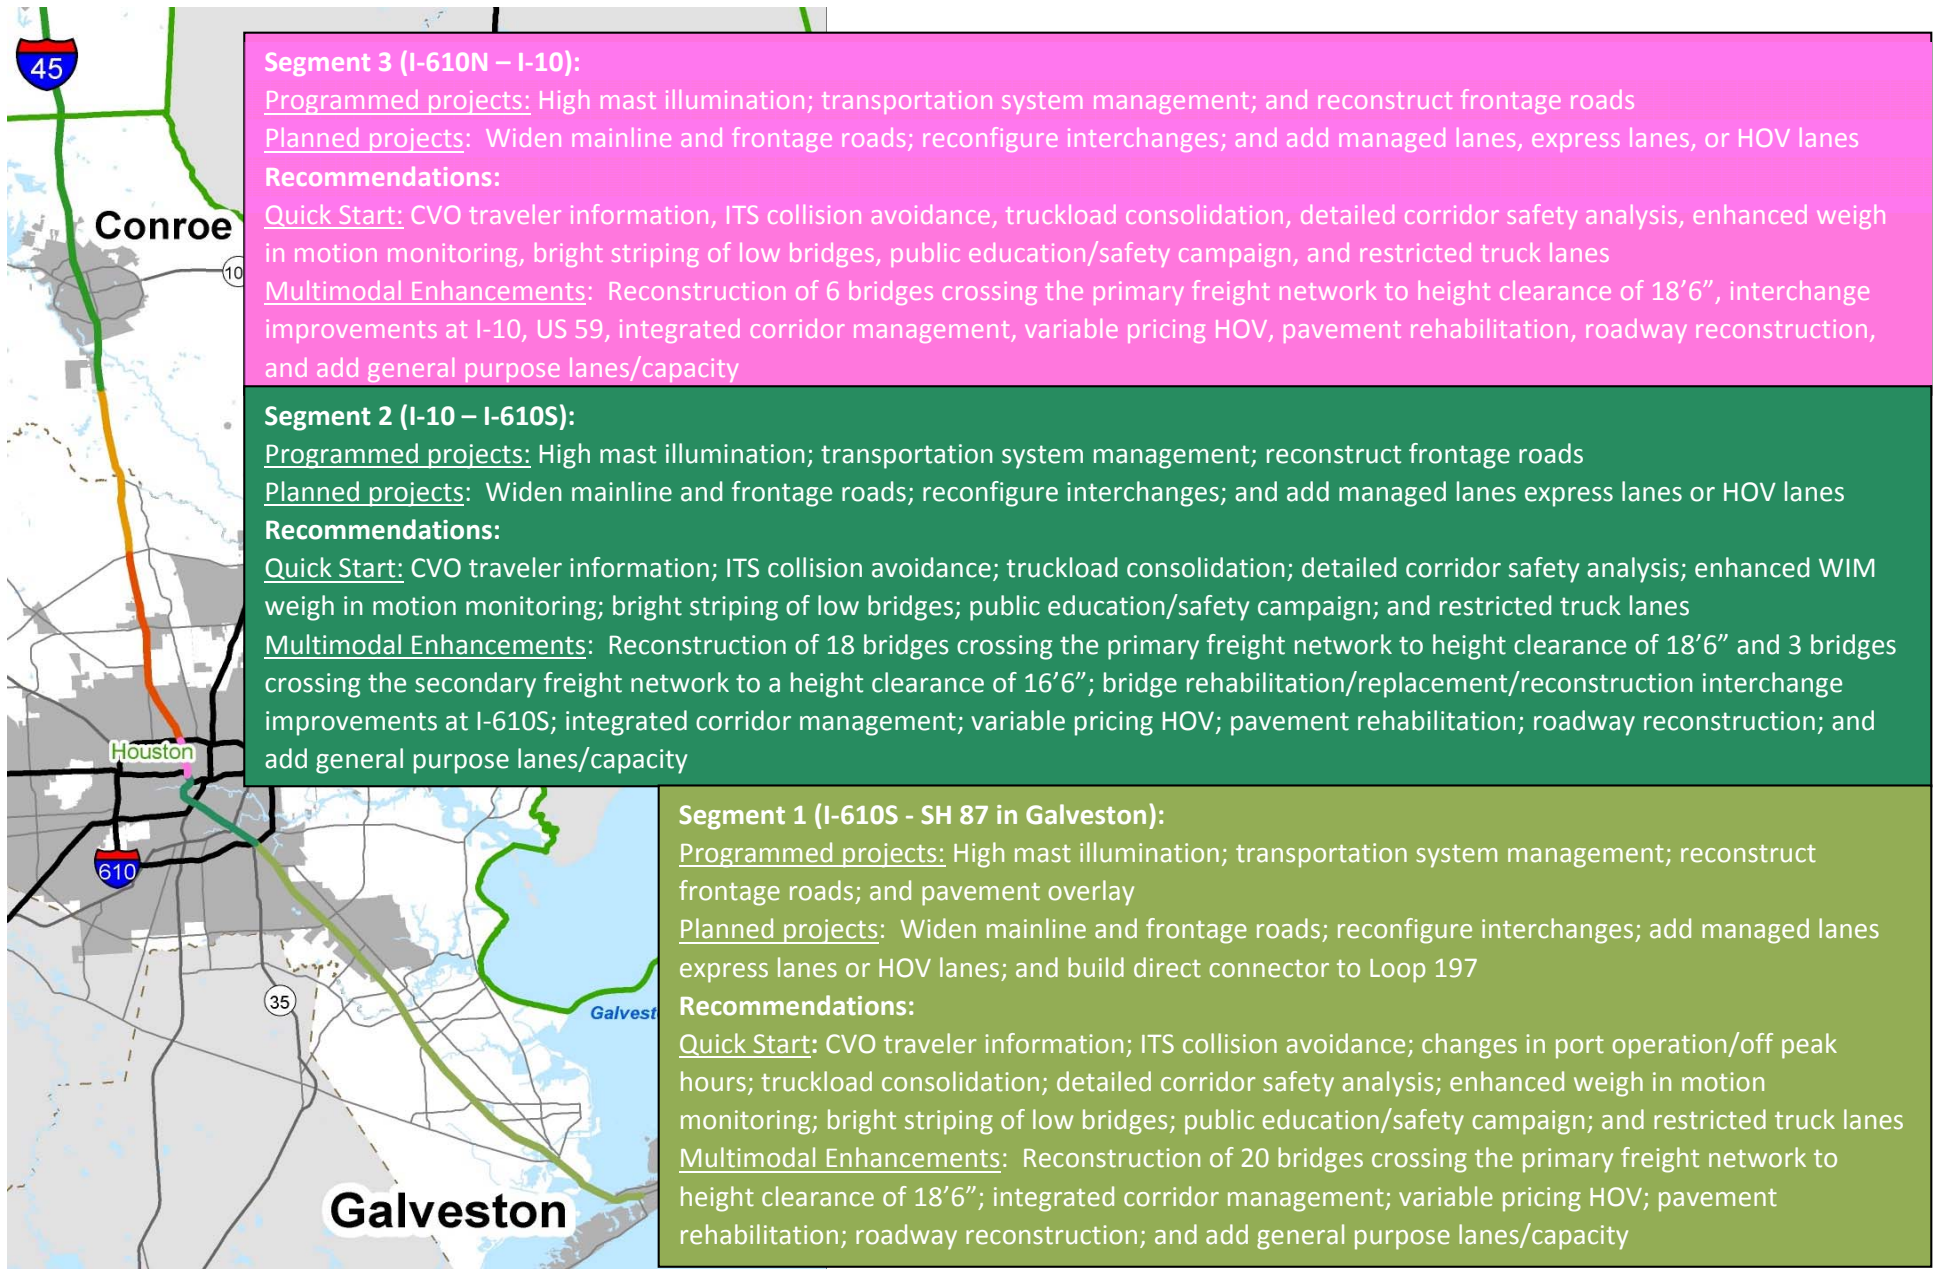 45
Segment 3 (I-610N – I-10):
Programmed projects: High mast illumination; transportation system management; and reconstruct frontage roads
Planned projects:  Widen mainline and frontage roads; reconfigure interchanges; and add managed lanes, express lanes, or HOV lanes
Recommendations:
Quick Start: CVO traveler information, ITS collision avoidance, truckload consolidation, detailed corridor safety analysis, enhanced weigh
in motion monitoring, bright striping of low bridges, public education/safety campaign, and restricted truck lanes
Multimodal Enhancements:  Reconstruction of 6 bridges crossing the primary freight network to height clearance of 18’6”, interchange
improvements at I-10, US 59, integrated corridor management, variable pricing HOV, pavement rehabilitation, roadway reconstruction,
and add general purpose lanes/capacity
Conroe
10
Segment 2 (I-10 – I-610S):
Programmed projects: High mast illumination; transportation system management; reconstruct frontage roads
Planned projects:  Widen mainline and frontage roads; reconfigure interchanges; and add managed lanes express lanes or HOV lanes
Recommendations:
Quick Start: CVO traveler information; ITS collision avoidance; truckload consolidation; detailed corridor safety analysis; enhanced WIM
weigh in motion monitoring; bright striping of low bridges; public education/safety campaign; and restricted truck lanes
Multimodal Enhancements:  Reconstruction of 18 bridges crossing the primary freight network to height clearance of 18’6” and 3 bridges
crossing the secondary freight network to a height clearance of 16’6”; bridge rehabilitation/replacement/reconstruction interchange
improvements at I-610S; integrated corridor management; variable pricing HOV; pavement rehabilitation; roadway reconstruction; and
add general purpose lanes/capacity
Houston
610
35
Segment 1 (I-610S - SH 87 in Galveston):
Programmed projects: High mast illumination; transportation system management; reconstruct
frontage roads; and pavement overlay
Planned projects:  Widen mainline and frontage roads; reconfigure interchanges; add managed lanes
express lanes or HOV lanes; and build direct connector to Loop 197
Recommendations:
Quick Start: CVO traveler information; ITS collision avoidance; changes in port operation/off peak
hours; truckload consolidation; detailed corridor safety analysis; enhanced weigh in motion
monitoring; bright striping of low bridges; public education/safety campaign; and restricted truck lanes
Multimodal Enhancements:  Reconstruction of 20 bridges crossing the primary freight network to
height clearance of 18’6”; integrated corridor management; variable pricing HOV; pavement
rehabilitation; roadway reconstruction; and add general purpose lanes/capacity
Galvest
Galveston